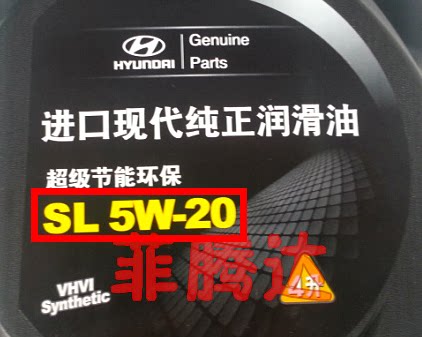 HYUNDAI
Genuine
Parts
进口现代纯正润滑油
超级节能环保
SL 5W-20
菲腾达
VHVI
Synthetic
4升